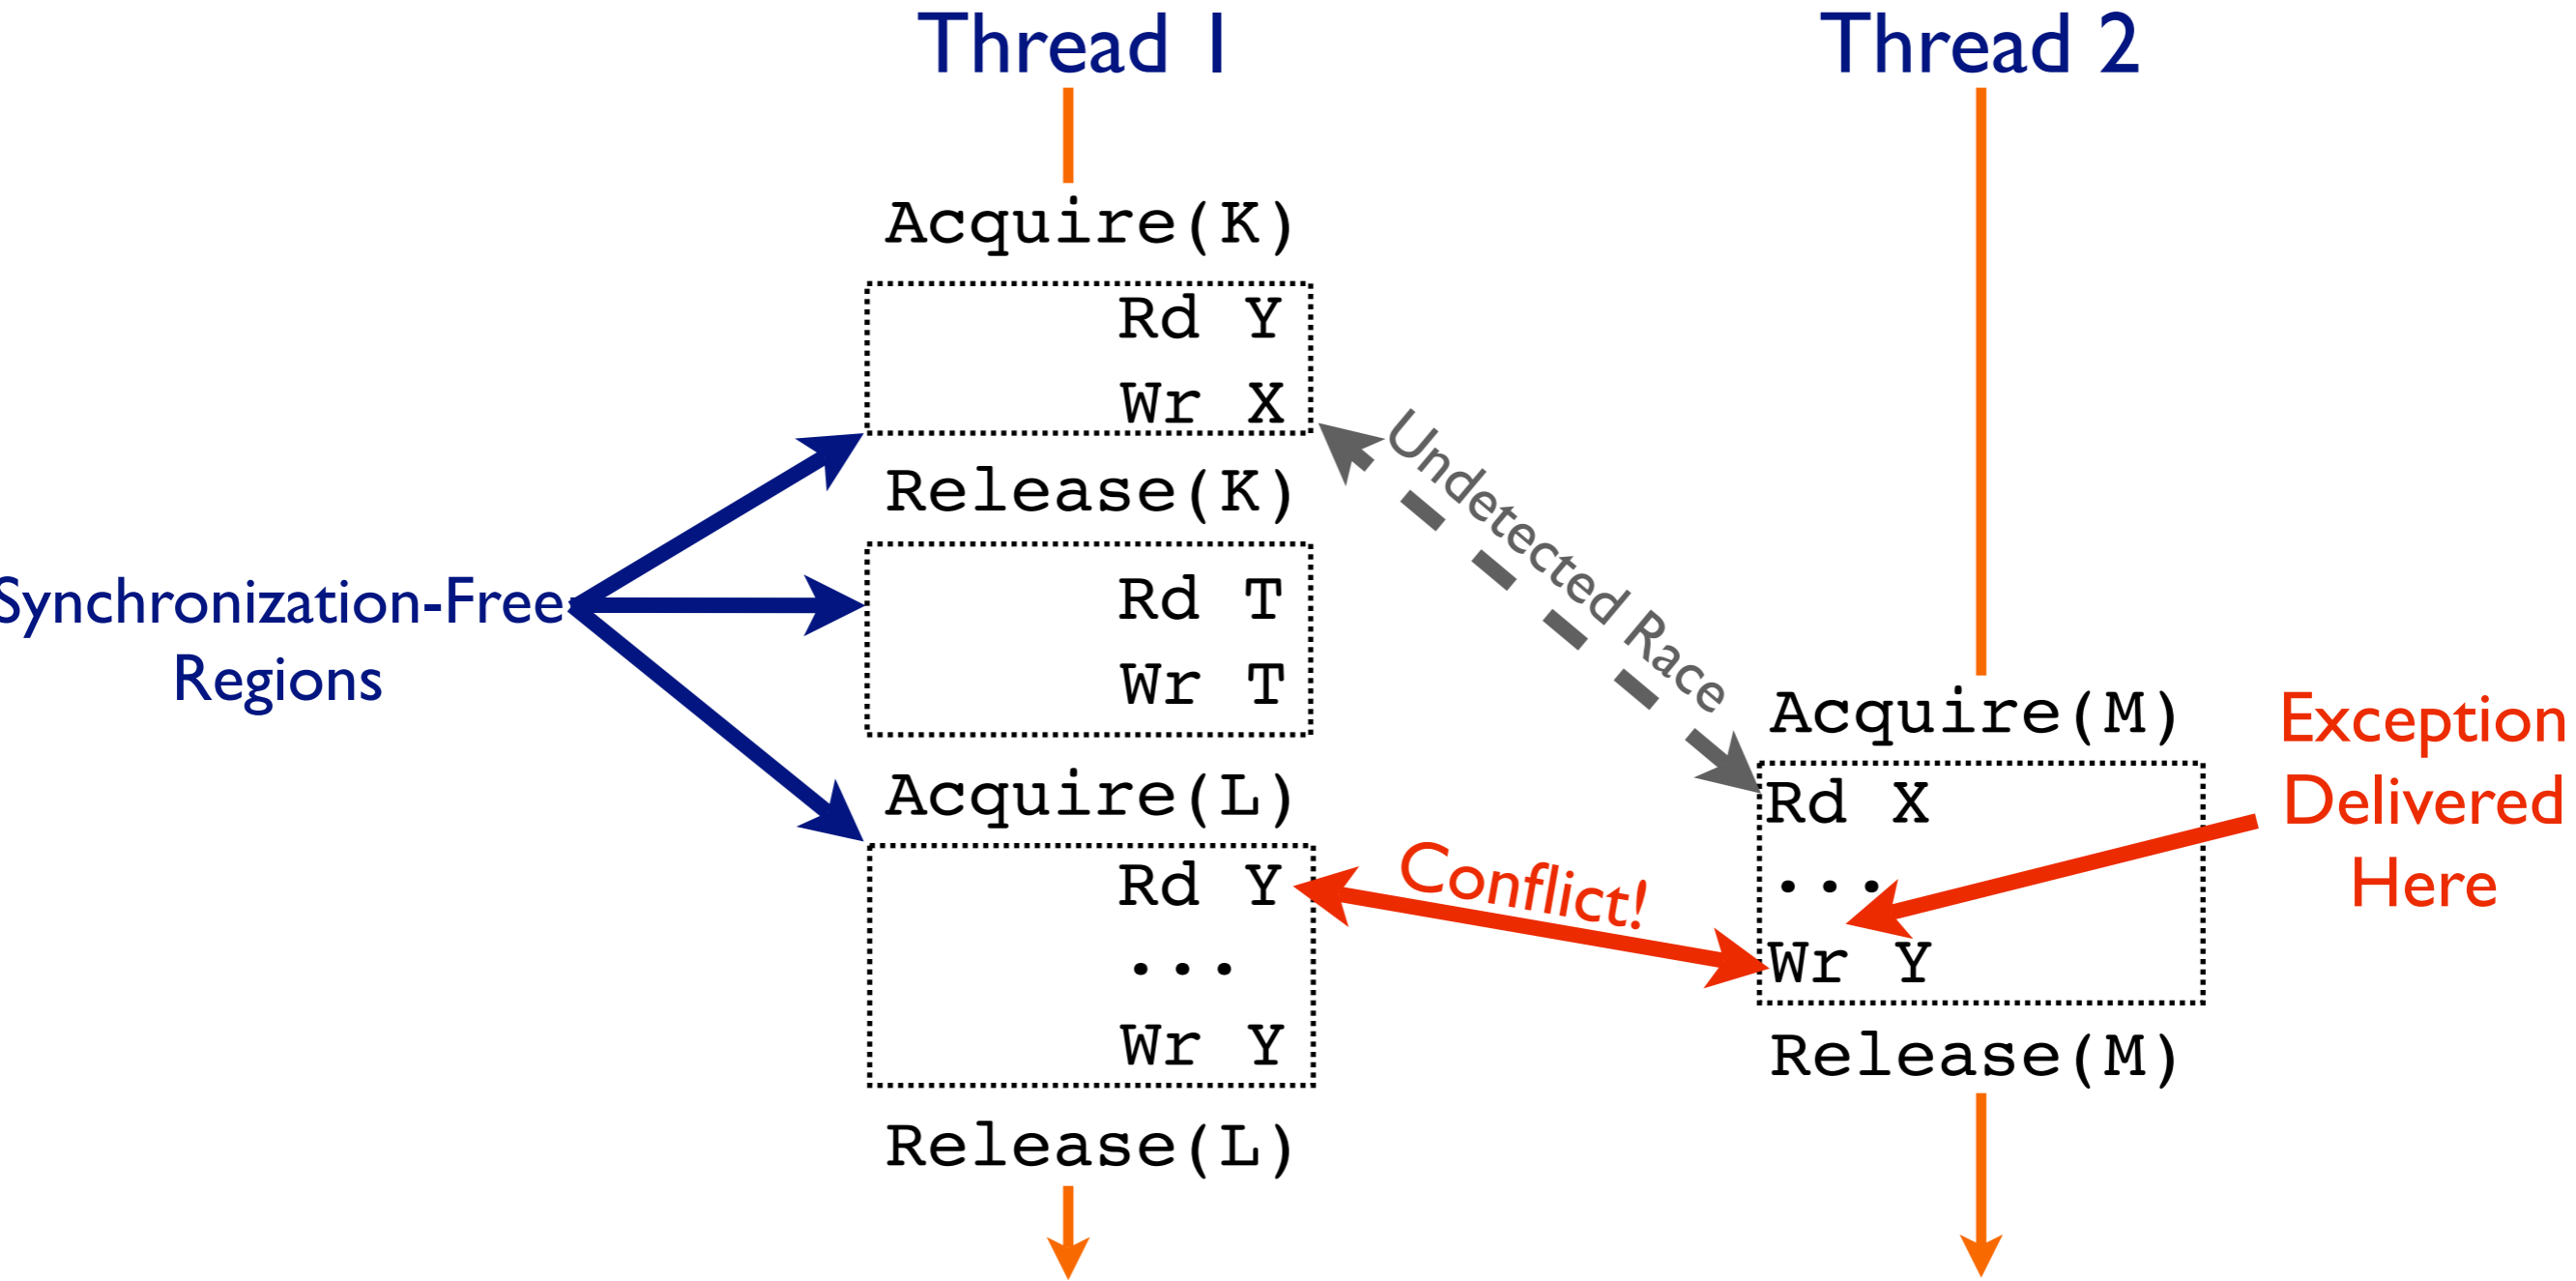 Thread 1
Thread 2
Acquire(K)
Rd Y
Wr X
Release(K)
Rd T
Wr T
Acquire(L)
Rd Y
...
Wr Y
Release(L)
Synchronization-Free
Regions
Undetected Race
Conflict!
Acquire(M)
Rd X
...
Wr Y
Release(M)
Exception
Delivered
Here